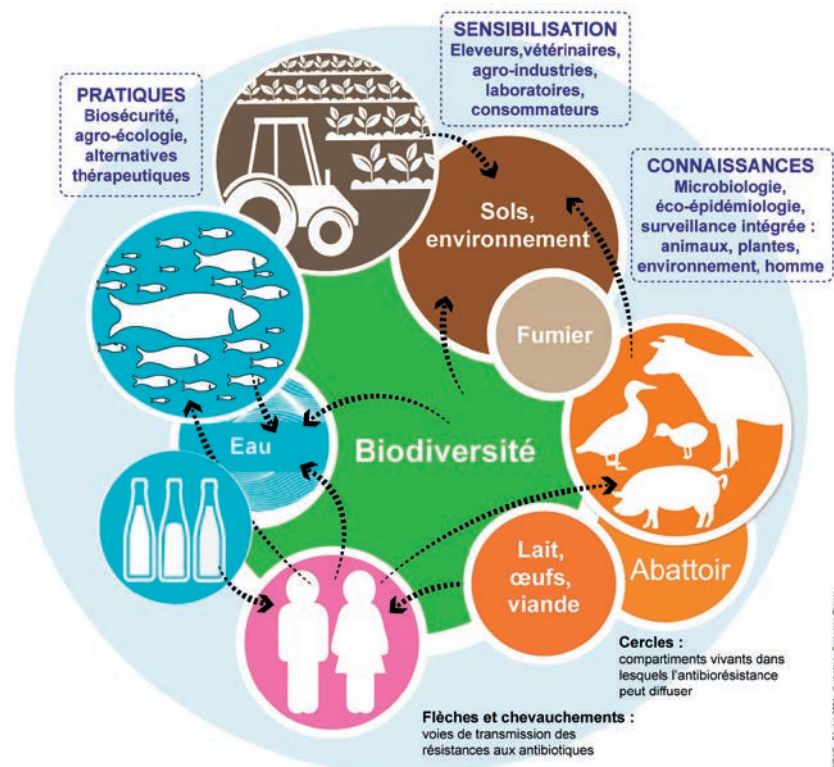 SENSIBILISATION
Eleveurs,vétérinaires,
agro-industries,
laboratoires,
consommateurs
PRATIQUES
Biosécurité,
agro-écologie,
alternatives
thérapeutiques
CONNAISSANCES
Microbiologie,
éco-épidémiologie,
surveillance intégrée :
animaux, plantes,
environnement, homme
Sols,
environnement
Fumier
Eau
Biodiversité
Lait,
œufs,
viande
Abattoir
Cercles :
compartiments vivants dans
lesquels l'antibiorésistance
peut diffuser
Flèches et chevauchements :
voies de transmission des
résistances aux antibiotiques